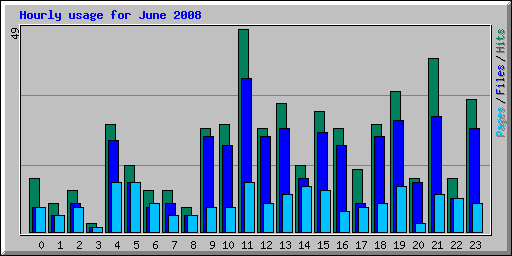 Hourly usage for June 2008
49
Pages/Files/Hits
0 1 2 3 4 5 6 7 8 9 10 11 12 13 14 15 16 17 18 19 20 21 22 23